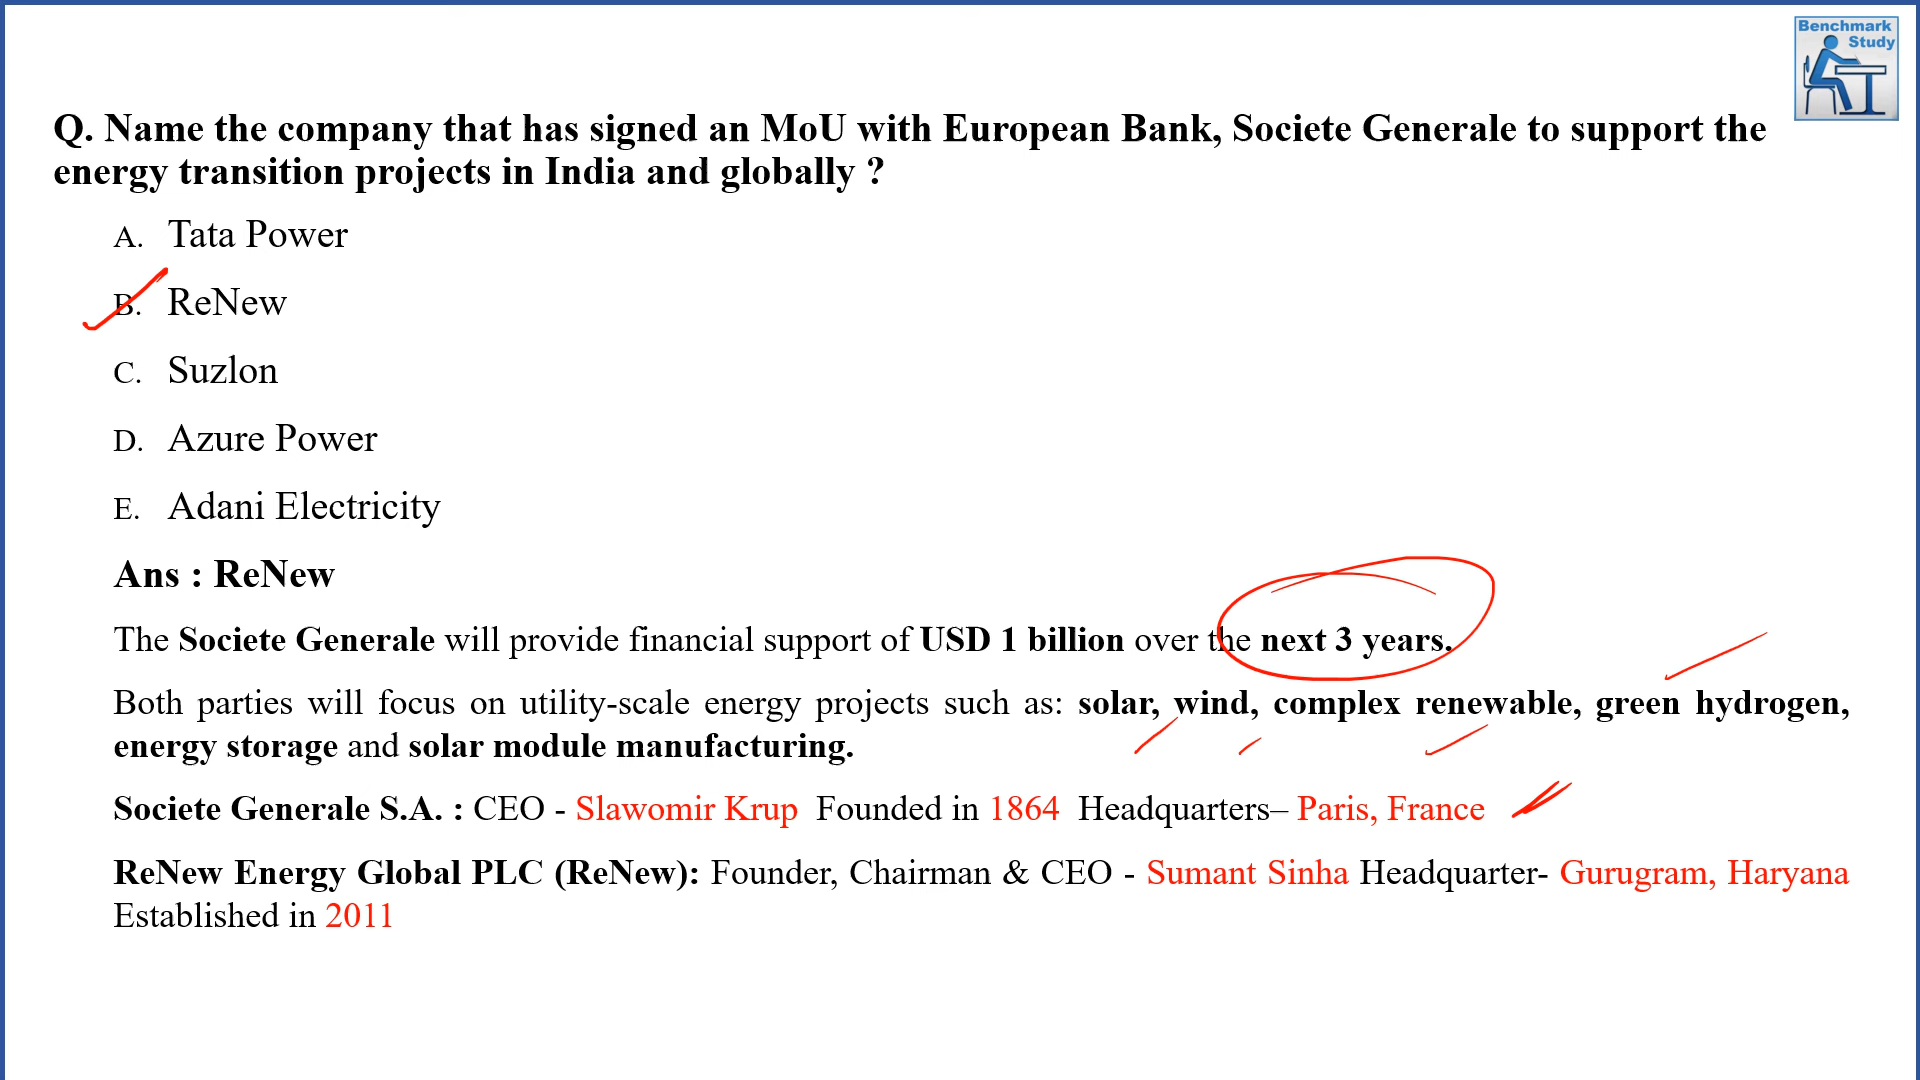 Benchmark
Study
Q. Name the company that has signed an MoU with European Bank, Societe Generale to support the
energy transition projects in India and globally ?
A. Tata Power
B. ReNew
C. Suzlon
D. Azure Power
E. Adani Electricity
Ans : ReNew
The Societe Generale will provide financial support of USD 1 billion over the next 3 years.
Both parties will focus on utility-scale energy projects such as: solar, wind, complex renewable, green hydrogen,
energy storage and solar module manufacturing.
Societe Generale S.A. : CEO - Slawomir Krup Founded in 1864 Headquarters– Paris, France
ReNew Energy Global PLC (ReNew): Founder, Chairman & CEO - Sumant Sinha Headquarter- Gurugram, Haryana
Established in 2011